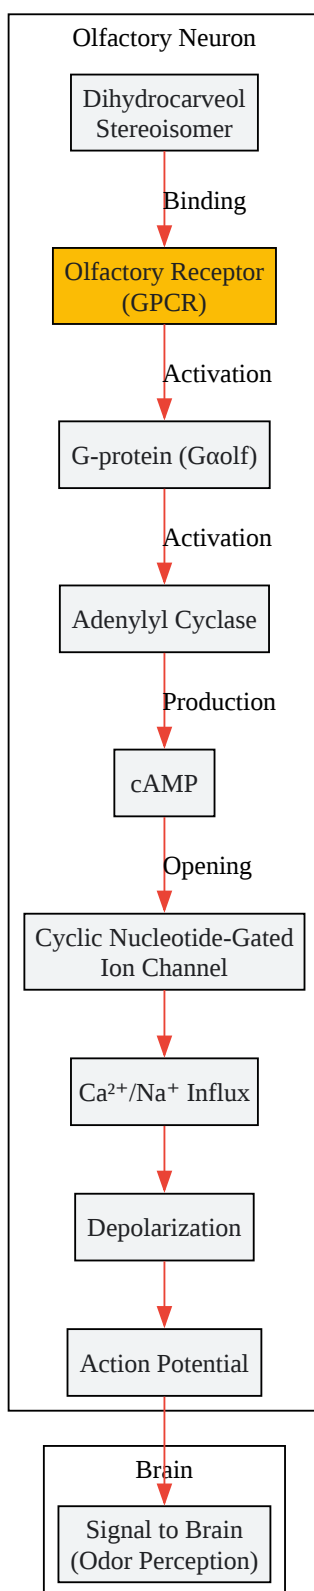 Olfactory Neuron
Dihydrocarveol
Stereoisomer
Binding
Olfactory Receptor
(GPCR)
Activation
G-protein (Gαolf)
Activation
Adenylyl Cyclase
Production
cAMP
Opening
Cyclic Nucleotide-Gated
Ion Channel
Ca²⁺/Na⁺ Influx
Depolarization
Action Potential
Brain
Signal to Brain
(Odor Perception)